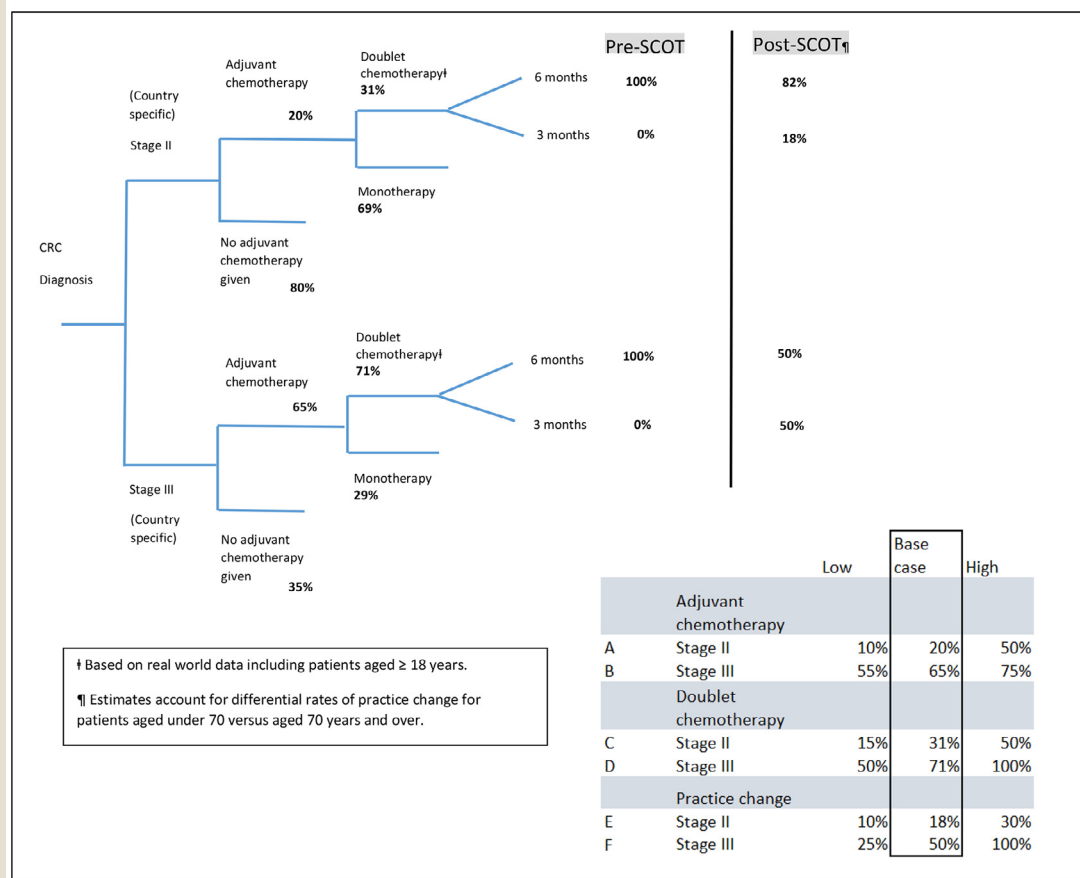 Pre-SCOT
Post-SCOT¶
(Country
specific)
Stage II
Adjuvant
chemotherapy
20%
Doublet
chemotherapyƚ
31%
6 months
100%
82%
3 months
0%
18%
Monotherapy
69%
No adjuvant
chemotherapy
given
80%
CRC
Diagnosis
Adjuvant
chemotherapy
65%
Doublet
chemotherapyƚ
71%
6 months
100%
50%
3 months
0%
50%
Monotherapy
29%
Stage III
(Country
specific)
No adjuvant
chemotherapy
given
35%
ƚ Based on real world data including patients aged ≥ 18 years.
¶ Estimates account for differential rates of practice change for
patients aged under 70 versus aged 70 years and over.
Base
Low case High
Adjuvant
chemotherapy
A Stage II 10% 20% 50%
B Stage III 55% 65% 75%
Doublet
chemotherapy
C Stage II 15% 31% 50%
D Stage III 50% 71% 100%
Practice change
E Stage II 10% 18% 30%
F Stage III 25% 50% 100%